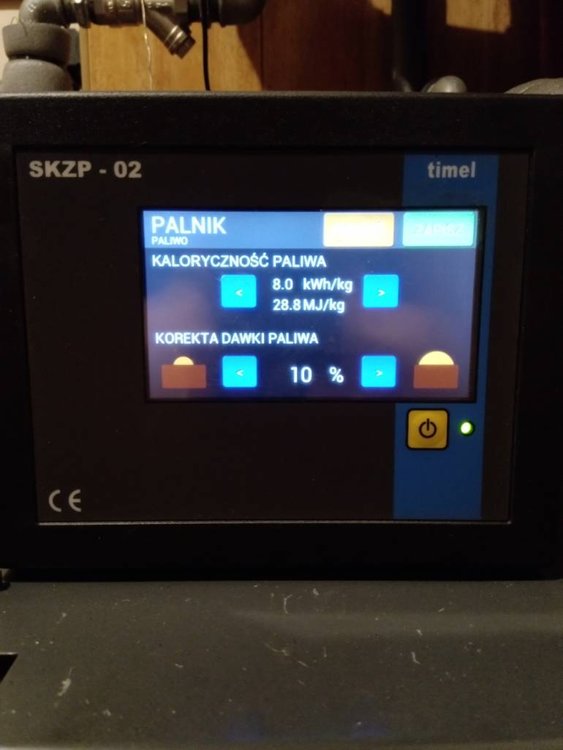 SKZP - 02
timel
PALNIK
PALIWO
KALORYCZNOŚĆ PALIWA
<
8.0 kWh/kg
28.8 MJ/kg
>
KOREKTA DAWKI PALIWA
< 10 % >
CE